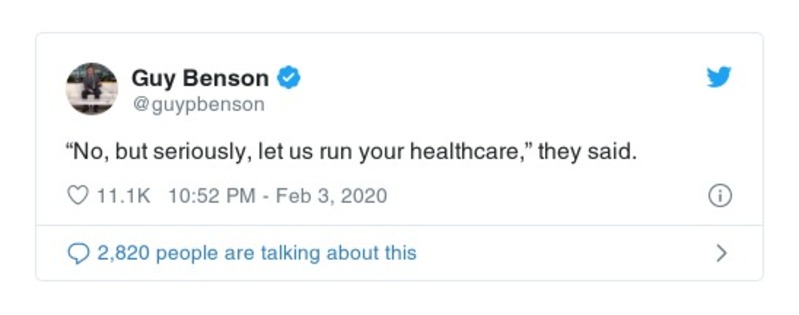 Guy Benson
@guypbenson
“No, but seriously, let us run your healthcare,” they said.
11.1K 10:52 PM - Feb 3, 2020
2,820 people are talking about this